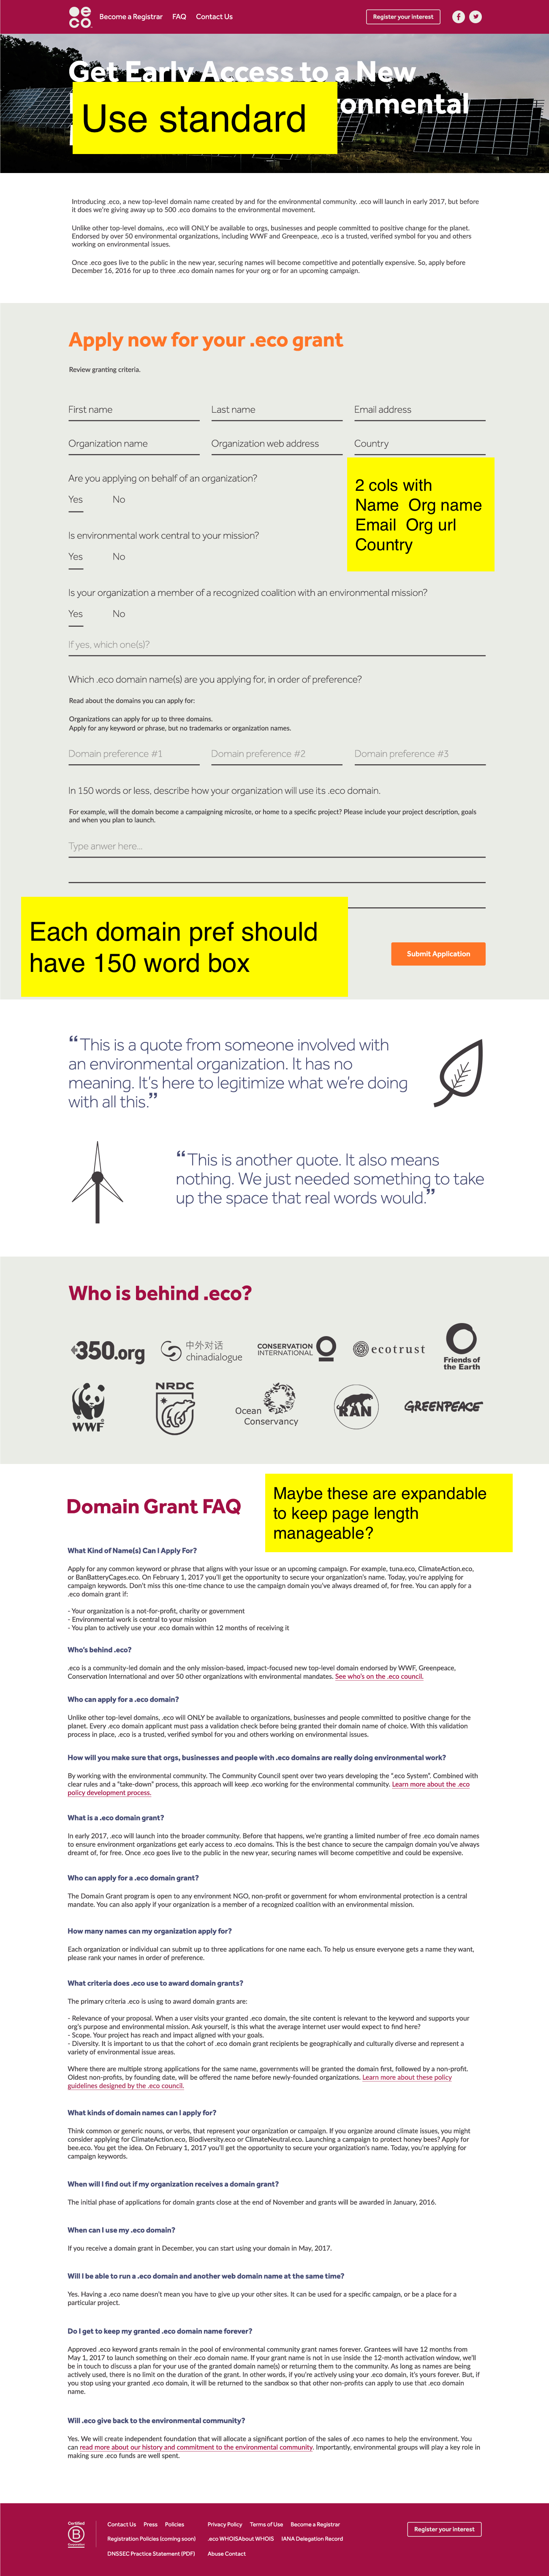 eco
Become a Registrar FAQ Contact Us
Register your interest
Get Early Access to a New
ronmental
Use standard
Introducing .eco, a new top-level domain name created by and for the environmental community. .eco will launch in early 2017, but before
it does we're giving away up to 500 .eco domains to the environmental movement.
Unlike other top-level domains, .eco will ONLY be available to orgs, businesses and people committed to positive change for the planet.
Endorsed by over 50 environmental organizations, including WWF and Greenpeace, .eco is a trusted, verified symbol for you and others
working on environmental issues.
Once .eco goes live to the public in the new year, securing names will become competitive and potentially expensive. So, apply before
December 16, 2016 for up to three .eco domain names for your org or for an upcoming campaign.
Apply now for your .eco grant
Review granting criteria.
First name Last name Email address
Organization name Organization web address Country
Are you applying on behalf of an organization?
Yes No
2 cols with
Name Org name
Email Org url
Country
Is environmental work central to your mission?
Yes No
Is your organization a member of a recognized coalition with an environmental mission?
Yes No
If yes, which one(s)?
Which .eco domain name(s) are you applying for, in order of preference?
Read about the domains you can apply for:
Organizations can apply for up to three domains.
Apply for any keyword or phrase, but no trademarks or organization names.
Domain preference #1 Domain preference #2 Domain preference #3
In 150 words or less, describe how your organization will use its .eco domain.
For example, will the domain become a campaigning microsite, or home to a specific project? Please include your project description, goals
and when you plan to launch.
Type anwer here...
Each domain pref should
have 150 word box
Submit Application
“This is a quote from someone involved with
an environmental organization. It has no
meaning. It's here to legitimize what we're doing
with all this.”
“This is another quote. It also means
nothing. We just needed something to take
up the space that real words would.”
Who is behind .eco?
350.org
中外对话
chinadialogue
CONSERVATION
INTERNATIONAL
ecotrust
Friends of
the Earth
WWF
NRDC
Ocean
Conservancy
RAN
GREENPEACE
Domain Grant FAQ
Maybe these are expandable
to keep page length
manageable?
What Kind of Name(s) Can I Apply For?
Apply for any common keyword or phrase that aligns with your issue or an upcoming campaign. For example, tuna.eco, ClimateAction.eco,
or BanBatteryCages.eco. On February 1, 2017 you'll get the opportunity to secure your organization's name. Today, you're applying for
campaign keywords. Don't miss this one-time chance to use the campaign domain you've always dreamed of, for free. You can apply for a
.eco domain grant if:
- Your organization is a not-for-profit, charity or government
- Environmental work is central to your mission
- You plan to actively use your .eco domain within 12 months of receiving it
Who's behind .eco?
.eco is a community-led domain and the only mission-based, impact-focused new top-level domain endorsed by WWF, Greenpeace,
Conservation International and over 50 other organizations with environmental mandates. See who's on the .eco council.
Who can apply for a .eco domain?
Unlike other top-level domains, .eco will ONLY be available to organizations, businesses and people committed to positive change for the
planet. Every .eco domain applicant must pass a validation check before being granted their domain name of choice. With this validation
process in place, .eco is a trusted, verified symbol for you and others working on environmental issues.
How will you make sure that orgs, businesses and people with .eco domains are really doing environmental work?
By working with the environmental community. The Community Council spent over two years developing the ".eco System". Combined with
clear rules and a "take-down" process, this approach will keep .eco working for the environmental community. Learn more about the .eco
policy development process.
What is a .eco domain grant?
In early 2017, .eco will launch into the broader community. Before that happens, we're granting a limited number of free .eco domain names
to ensure environment organizations get early access to .eco domains. This is the best chance to secure the campaign domain you've always
dreamt of, for free. Once .eco goes live to the public in the new year, securing names will become competitive and could be expensive.
Who can apply for a .eco domain grant?
The Domain Grant program is open to any environment NGO, non-profit or government for whom environmental protection is a central
mandate. You can also apply if your organization is a member of a recognized coalition with an environmental mission.
How many names can my organization apply for?
Each organization or individual can submit up to three applications for one name each. To help us ensure everyone gets a name they want,
please rank your names in order of preference.
What criteria does .eco use to award domain grants?
The primary criteria .eco is using to award domain grants are:
- Relevance of your proposal. When a user visits your granted .eco domain, the site content is relevant to the keyword and supports your
org's purpose and environmental mission. Ask yourself, is this what the average internet user would expect to find here?
- Scope. Your project has reach and impact aligned with your goals.
- Diversity. It is important to us that the cohort of .eco domain grant recipients be geographically and culturally diverse and represent a
variety of environmental issue areas.
Where there are multiple strong applications for the same name, governments will be granted the domain first, followed by a non-profit.
Oldest non-profits, by founding date, will be offered the name before newly-founded organizations. Learn more about these policy
guidelines designed by the .eco council.
What kinds of domain names can I apply for?
Think common or generic nouns, or verbs, that represent your organization or campaign. If you organize around climate issues, you might
consider applying for ClimateAction.eco. Biodiversity.eco or ClimateNeutral.eco. Launching a campaign to protect honey bees? Apply for
bee.eco. You get the idea. On February 1, 2017 you'll get the opportunity to secure your organization's name. Today, you're applying for
campaign keywords.
When will I find out if my organization receives a domain grant?
The initial phase of applications for domain grants close at the end of November and grants will be awarded in January, 2016.
When can I use my .eco domain?
If you receive a domain grant in December, you can start using your domain in May, 2017.
Will I be able to run a .eco domain and another web domain name at the same time?
Yes. Having a .eco name doesn't mean you have to give up your other sites. It can be used for a specific campaign, or be a place for a
particular project.
Do I get to keep my granted .eco domain name forever?
Approved .eco keyword grants remain in the pool of environmental community grant names forever. Grantees will have 12 months from
May 1, 2017 to launch something on their .eco domain name. If your grant name is not in use inside the 12-month activation window, we'll
be in touch to discuss a plan for your use of the granted domain name(s) or returning them to the community. As long as names are being
actively used, there is no limit on the duration of the grant. In other words, if you're actively using your .eco domain, it's yours forever. But, if
you stop using your granted .eco domain, it will be returned to the sandbox so that other non-profits can apply to use that .eco domain
name.
Will .eco give back to the environmental community?
Yes. We will create independent foundation that will allocate a significant portion of the sales of .eco names to help the environment. You
can read more about our history and commitment to the environmental community. Importantly, environmental groups will play a key role in
making sure .eco funds are well spent.
Certified
B
Corporation
Contact Us Press Policies Privacy Policy Terms of Use Become a Registrar
Register your interest
Registration Policies (coming soon) .eco WHOISAbout WHOIS IANA Delegation Record
DNSSEC Practice Statement (PDF) Abuse Contact